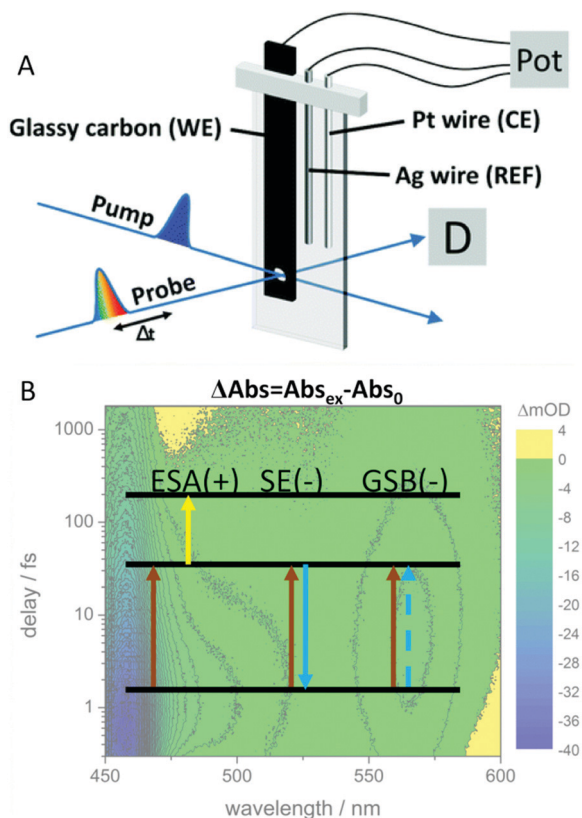 A
Pot
Glassy carbon (WE)
Pt wire (CE)
Ag wire (REF)
Pump
D
Probe
Δt
B
ΔAbs=Abs_ex-Abs_0
ΔmOD
1000
100
10
1
delay / fs
ESA(+) SE(-) GSB(-)
4
0
-4
-8
-12
-16
-20
-24
-28
-32
-36
-40
450 500 550 600
wavelength / nm